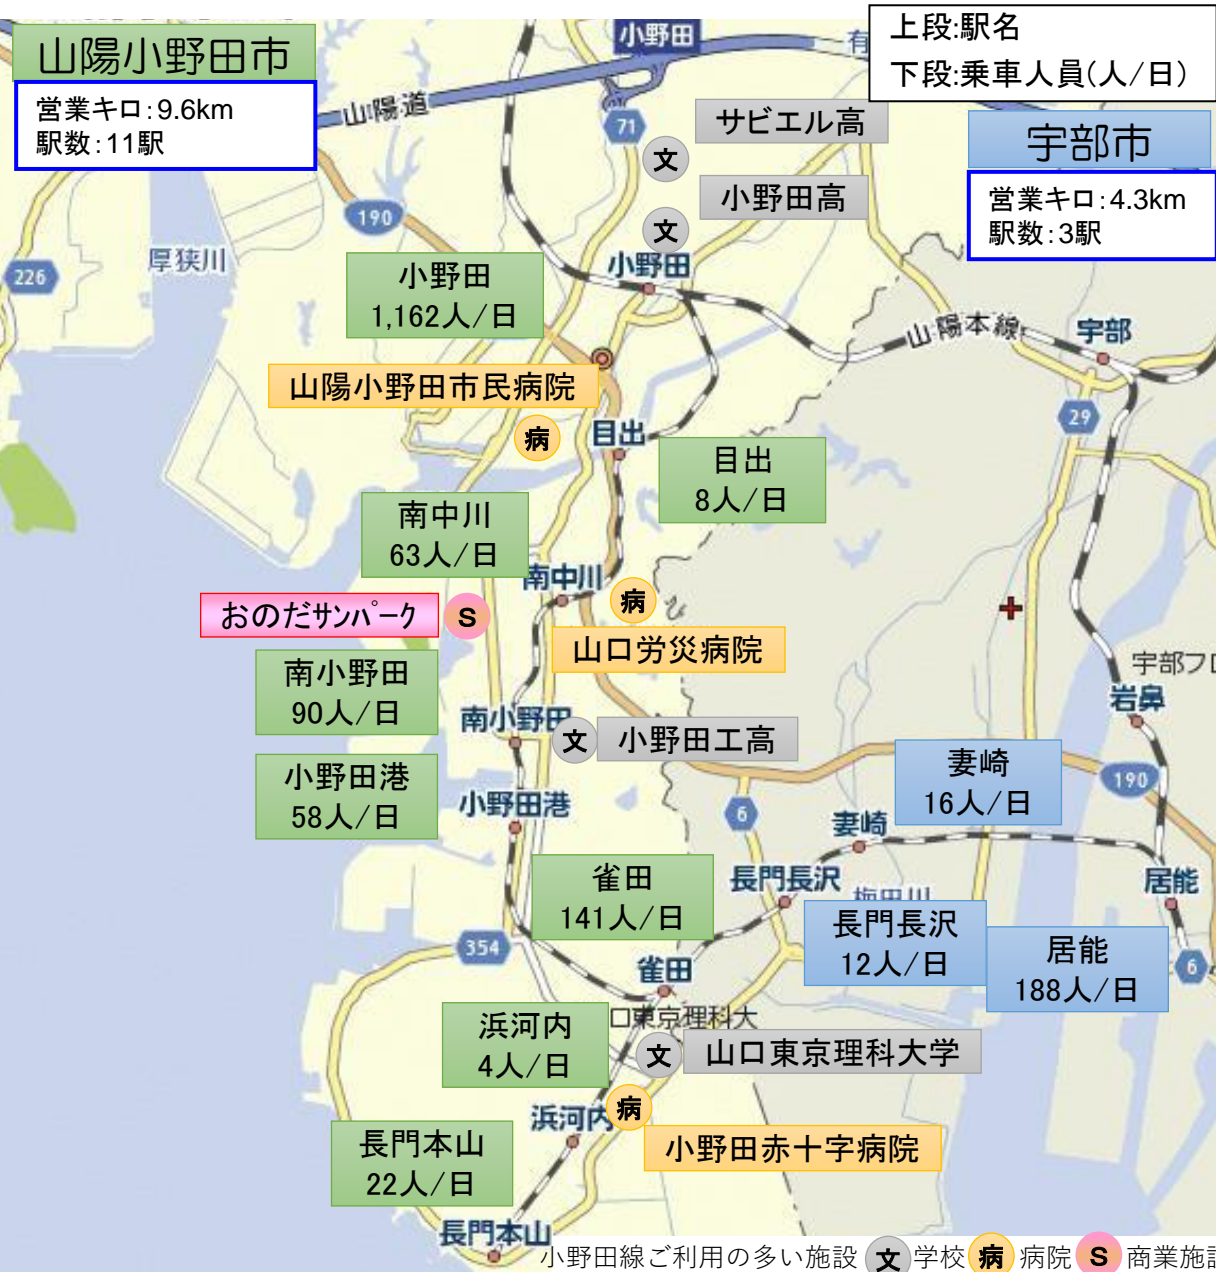 山陽小野田市
営業キロ:9.6km
駅数:11駅
小野田
有
上段:駅名
下段:乗車人員(人/日)
山陽道
71
サビエル高
文
宇部市
営業キロ:4.3km
駅数:3駅
小野田高
文
190
厚狭川
226
小野田
小野田
1,162人/日
山陽本線
宇部
山陽小野田市民病院
29
病
目出
目出
8人/日
南中川
63人/日
南中川
病
おのだサンパーク
S
山口労災病院
宇部フロ
南小野田
90人/日
岩鼻
南小野田
文
小野田工高
妻崎
16人/日
190
小野田港
58人/日
小野田港
6
妻崎
雀田
141人/日
長門長沢
梅田川
居能
長門長沢
12人/日
居能
188人/日
354
6
雀田
口東京理科大
浜河内
4人/日
文
山口東京理科大学
浜河内
病
小野田赤十字病院
長門本山
22人/日
長門本山
小野田線ご利用の多い施設 文 学校 病 病院 S 商業施設